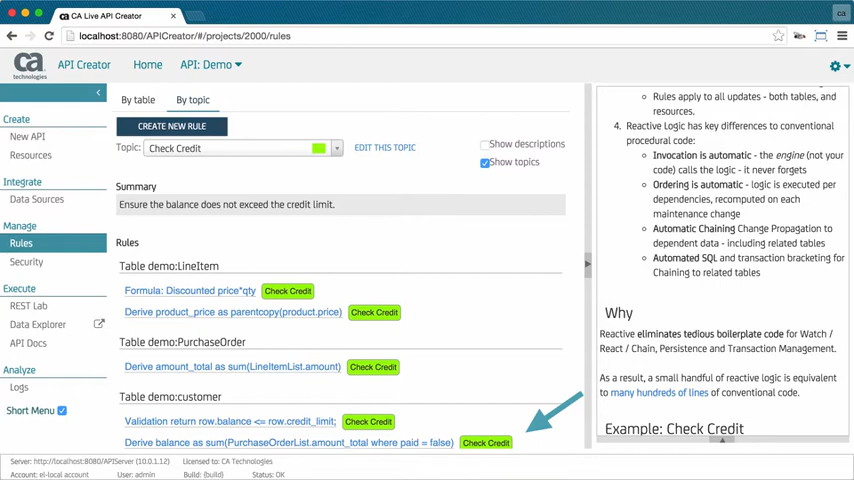 CA Live API Creator
ca
localhost:8080/APICreator/#/projects/2000/rules
ca technologies
API Creator
Home
API: Demo
Create
New API
Resources
Integrate
Data Sources
Manage
Rules
Security
Execute
REST Lab
Data Explorer
API Docs
Analyze
Logs
Short Menu
By table
By topic
CREATE NEW RULE
Topic:
Check Credit
EDIT THIS TOPIC
Show descriptions
Show topics
Summary
Ensure the balance does not exceed the credit limit.
Rules
Table demo:LineItem
Formula: Discounted price*qty
Check Credit
Derive product_price as parentcopy(product.price)
Check Credit
Table demo:PurchaseOrder
Derive amount_total as sum(LineItemList.amount)
Check Credit
Table demo:customer
Validation return row.balance <= row.credit_limit;
Check Credit
Derive balance as sum(PurchaseOrderList.amount_total where paid = false)
Check Credit
Rules apply to all updates - both tables, and
resources.
4. Reactive Logic has key differences to conventional
procedural code:
Invocation is automatic - the engine (not your
code) calls the logic - it never forgets
Ordering is automatic - logic is executed per
dependencies, recomputed on each
maintenance change
Automatic Chaining Change Propagation to
dependent data - including related tables
Automated SQL and transaction bracketing for
Chaining to related tables
Why
Reactive eliminates tedious boilerplate code for Watch /
React / Chain, Persistence and Transaction Management.
As a result, a small handful of reactive logic is equivalent
to many hundreds of lines of conventional code.
Example: Check Credit
Server: http://localhost:8080/APIServer (10.0.1.12)
Licensed to: CA Technologies
Account: el-local account
User: admin
Build: {build}
Status: OK